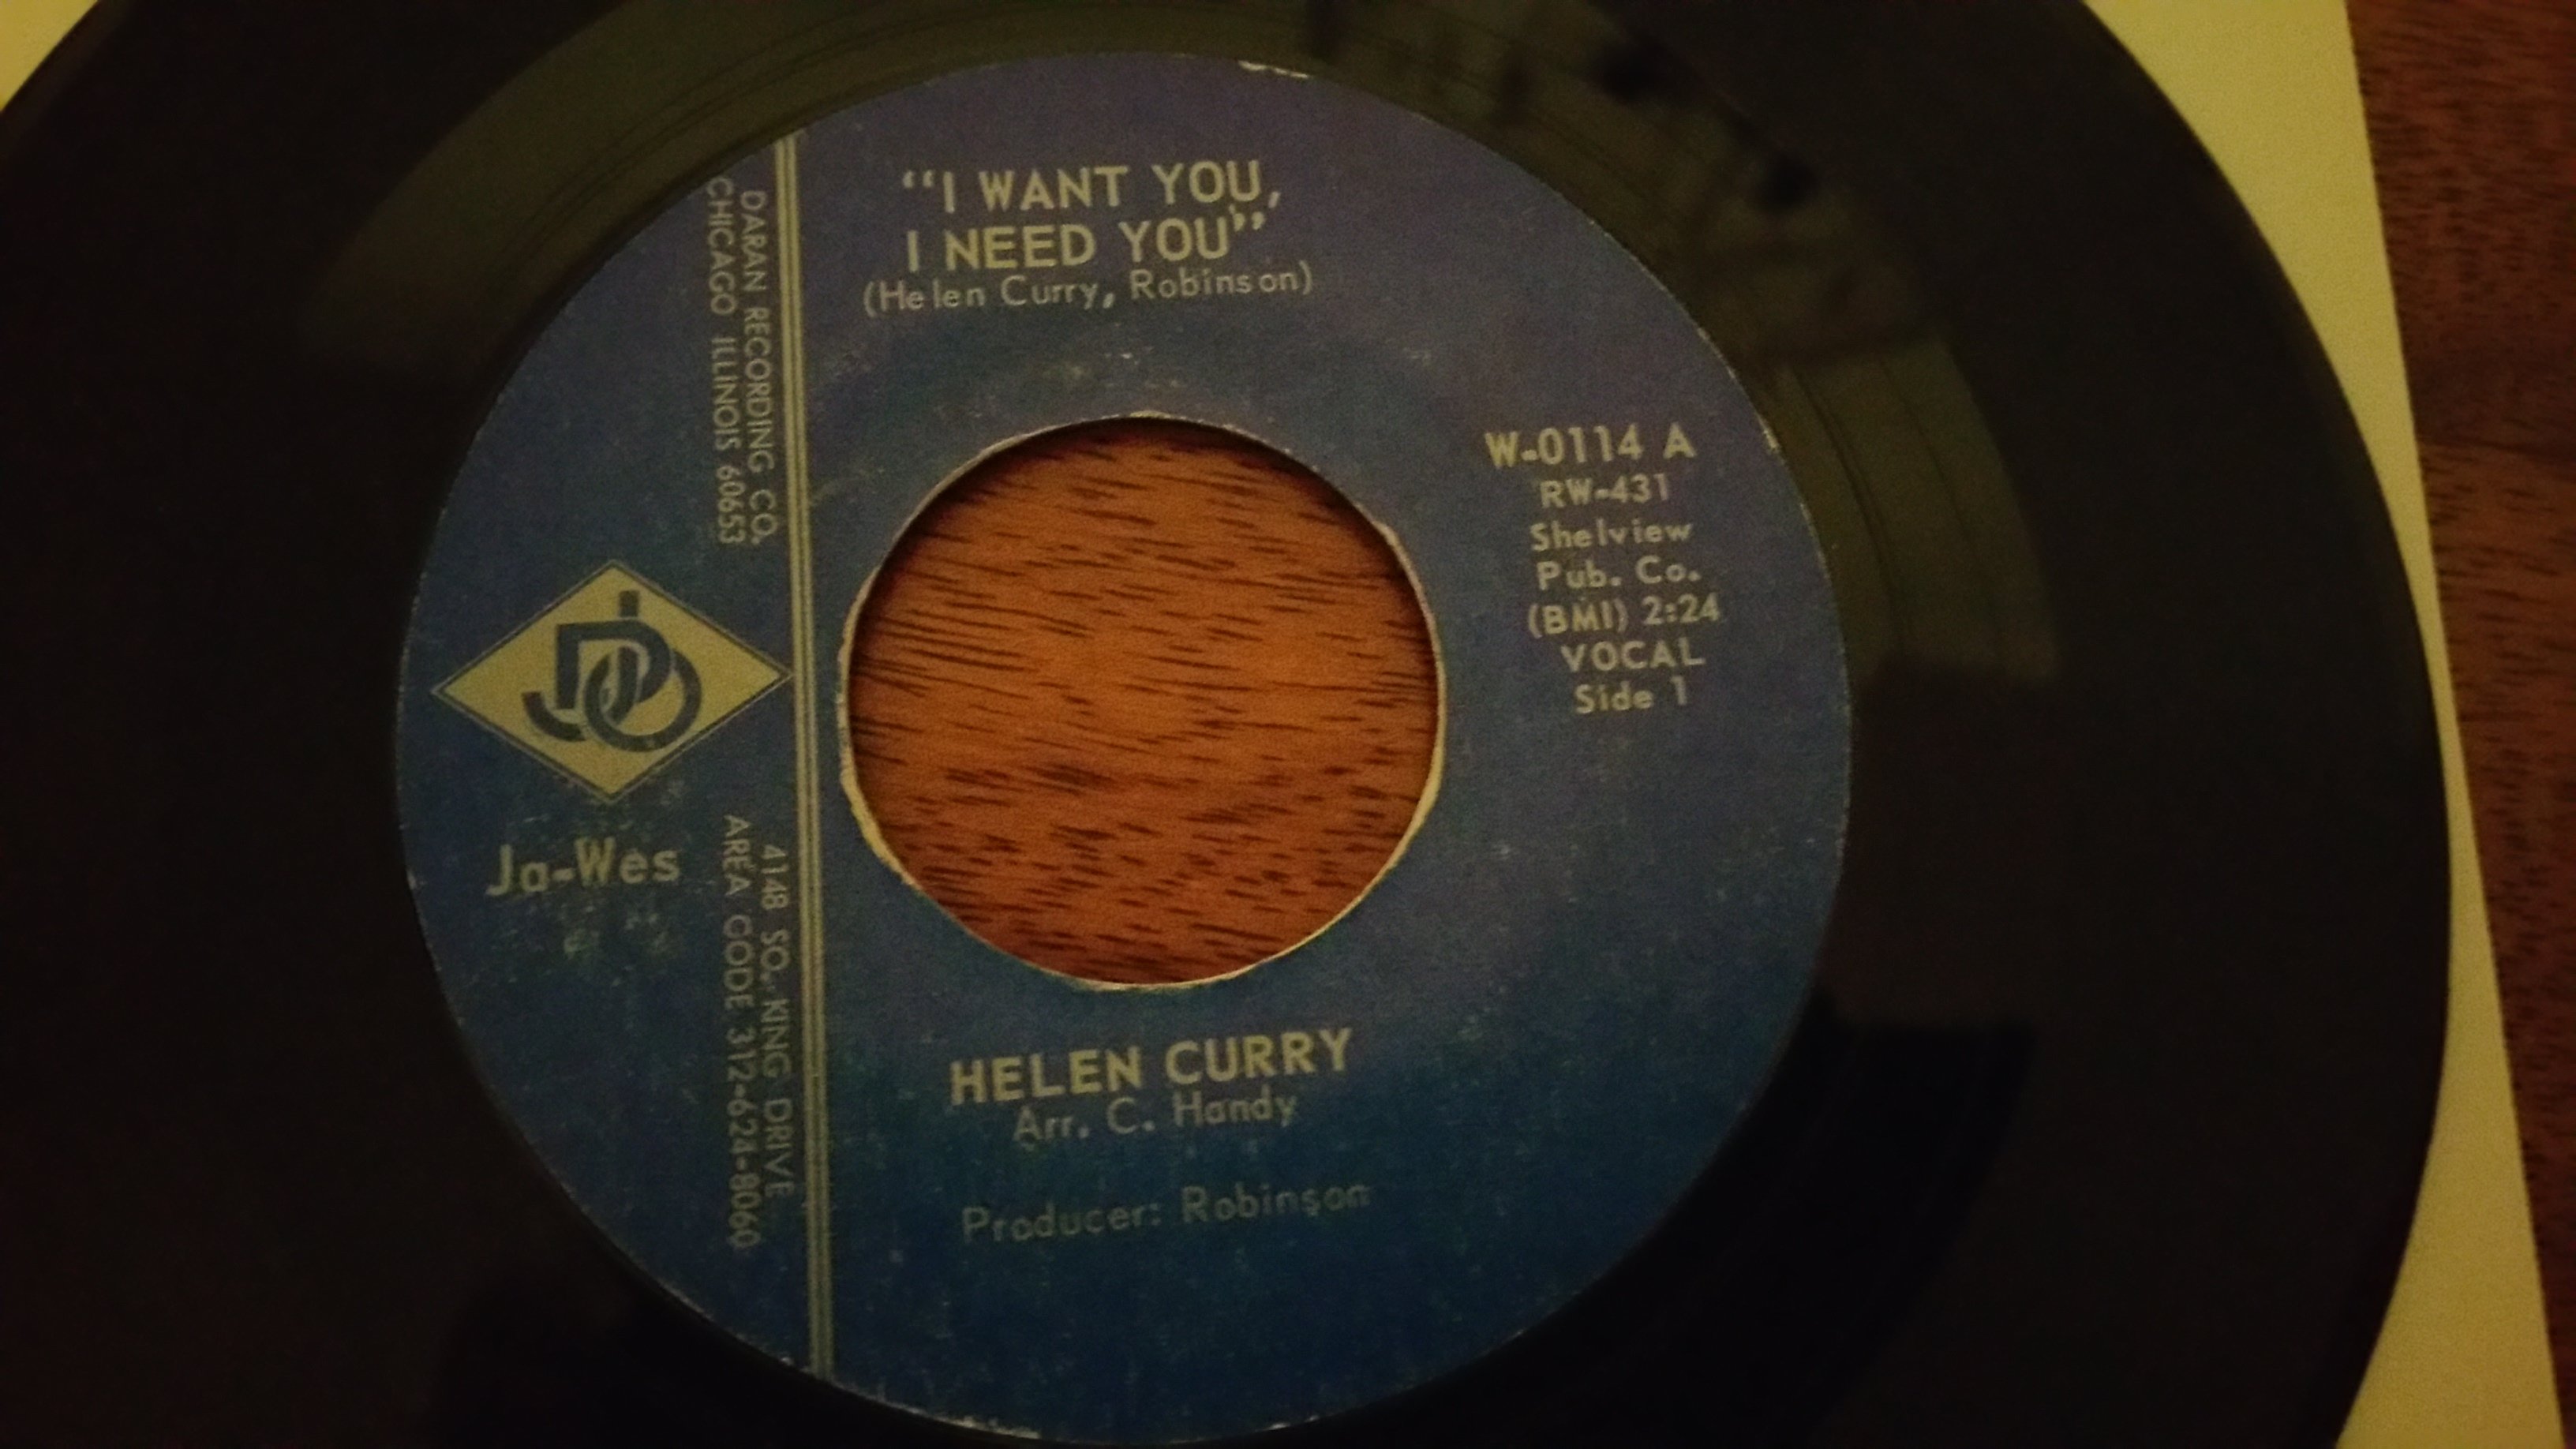 “I WANT YOU,
I NEED YOU”
(Helen Curry, Robinson)
DARAN RECORDING CO.
CHICAGO ILLINOIS 60653
W-0114 A
RW-431
Shelview
Pub. Co.
(BMI) 2:24
VOCAL
Side 1
Ja-Wes
4148 SO. KING DRIVE
AREA CODE 312-624-8060
HELEN CURRY
Arr. C. Handy
Producer: Robinson